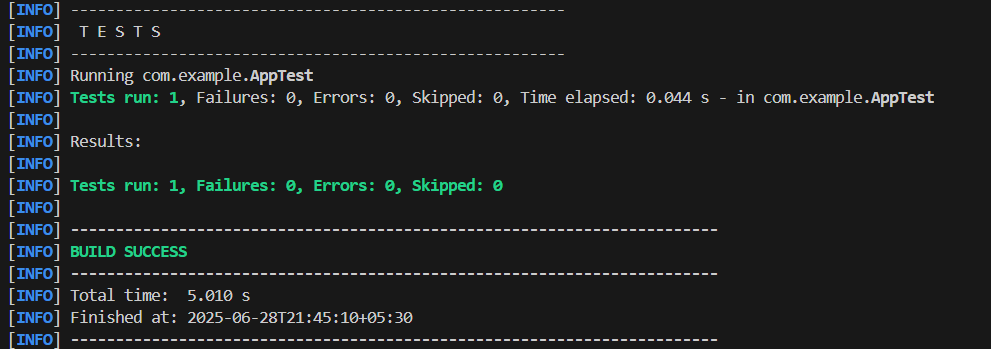 [INFO] -------------------------------------------------------
[INFO]  T E S T S
[INFO] -------------------------------------------------------
[INFO] Running com.example.AppTest
[INFO] Tests run: 1, Failures: 0, Errors: 0, Skipped: 0, Time elapsed: 0.044 s - in com.example.AppTest
[INFO]
[INFO] Results:
[INFO]
[INFO] Tests run: 1, Failures: 0, Errors: 0, Skipped: 0
[INFO]
[INFO] ------------------------------------------------------------------------
[INFO] BUILD SUCCESS
[INFO] ------------------------------------------------------------------------
[INFO] Total time:  5.010 s
[INFO] Finished at: 2025-06-28T21:45:10+05:30
[INFO] ------------------------------------------------------------------------